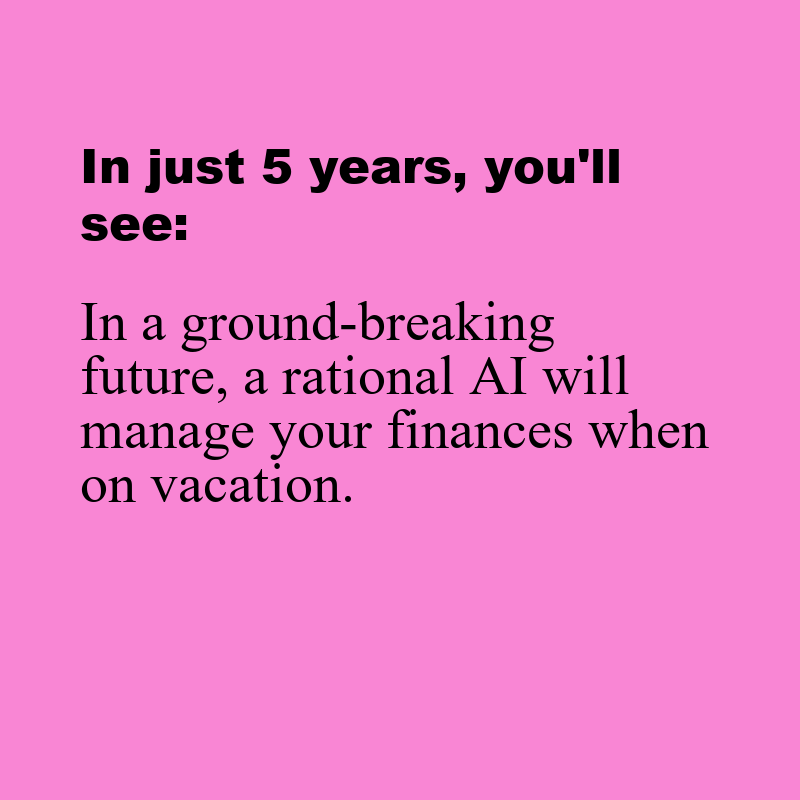 In just 5 years, you'll
see:
In a ground-breaking
future, a rational AI will
manage your finances when
on vacation.